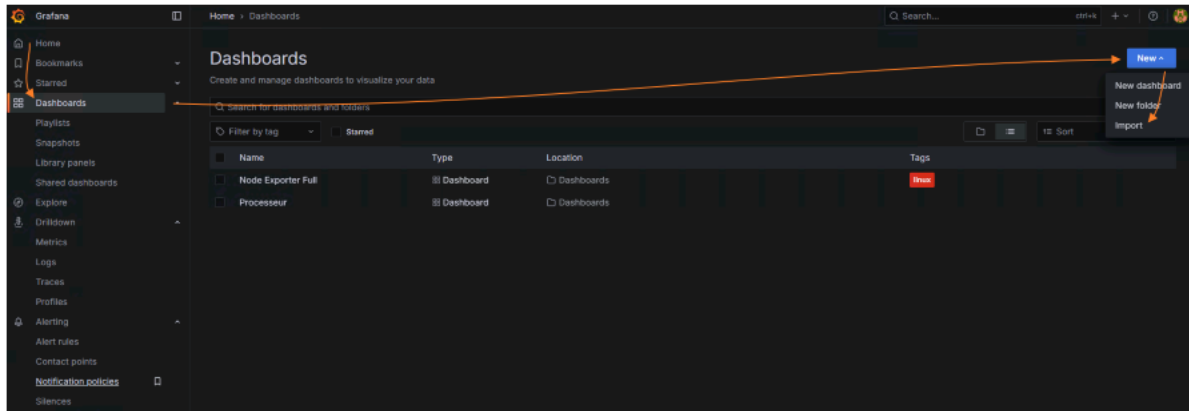 Grafana
Home > Dashboards
Search...
ctrl+k
Home
Bookmarks
Starred
Dashboards
Playlists
Snapshots
Library panels
Shared dashboards
Explore
Drilldown
Metrics
Logs
Traces
Profiles
Alerting
Alert rules
Contact points
Notification policies
Silences
Dashboards
Create and manage dashboards to visualize your data
New
New dashboard
New folder
Import
Search for dashboards and folders
Filter by tag
Starred
Sort
Name Type Location Tags
Node Exporter Full Dashboard Dashboards linux
Processeur Dashboard Dashboards